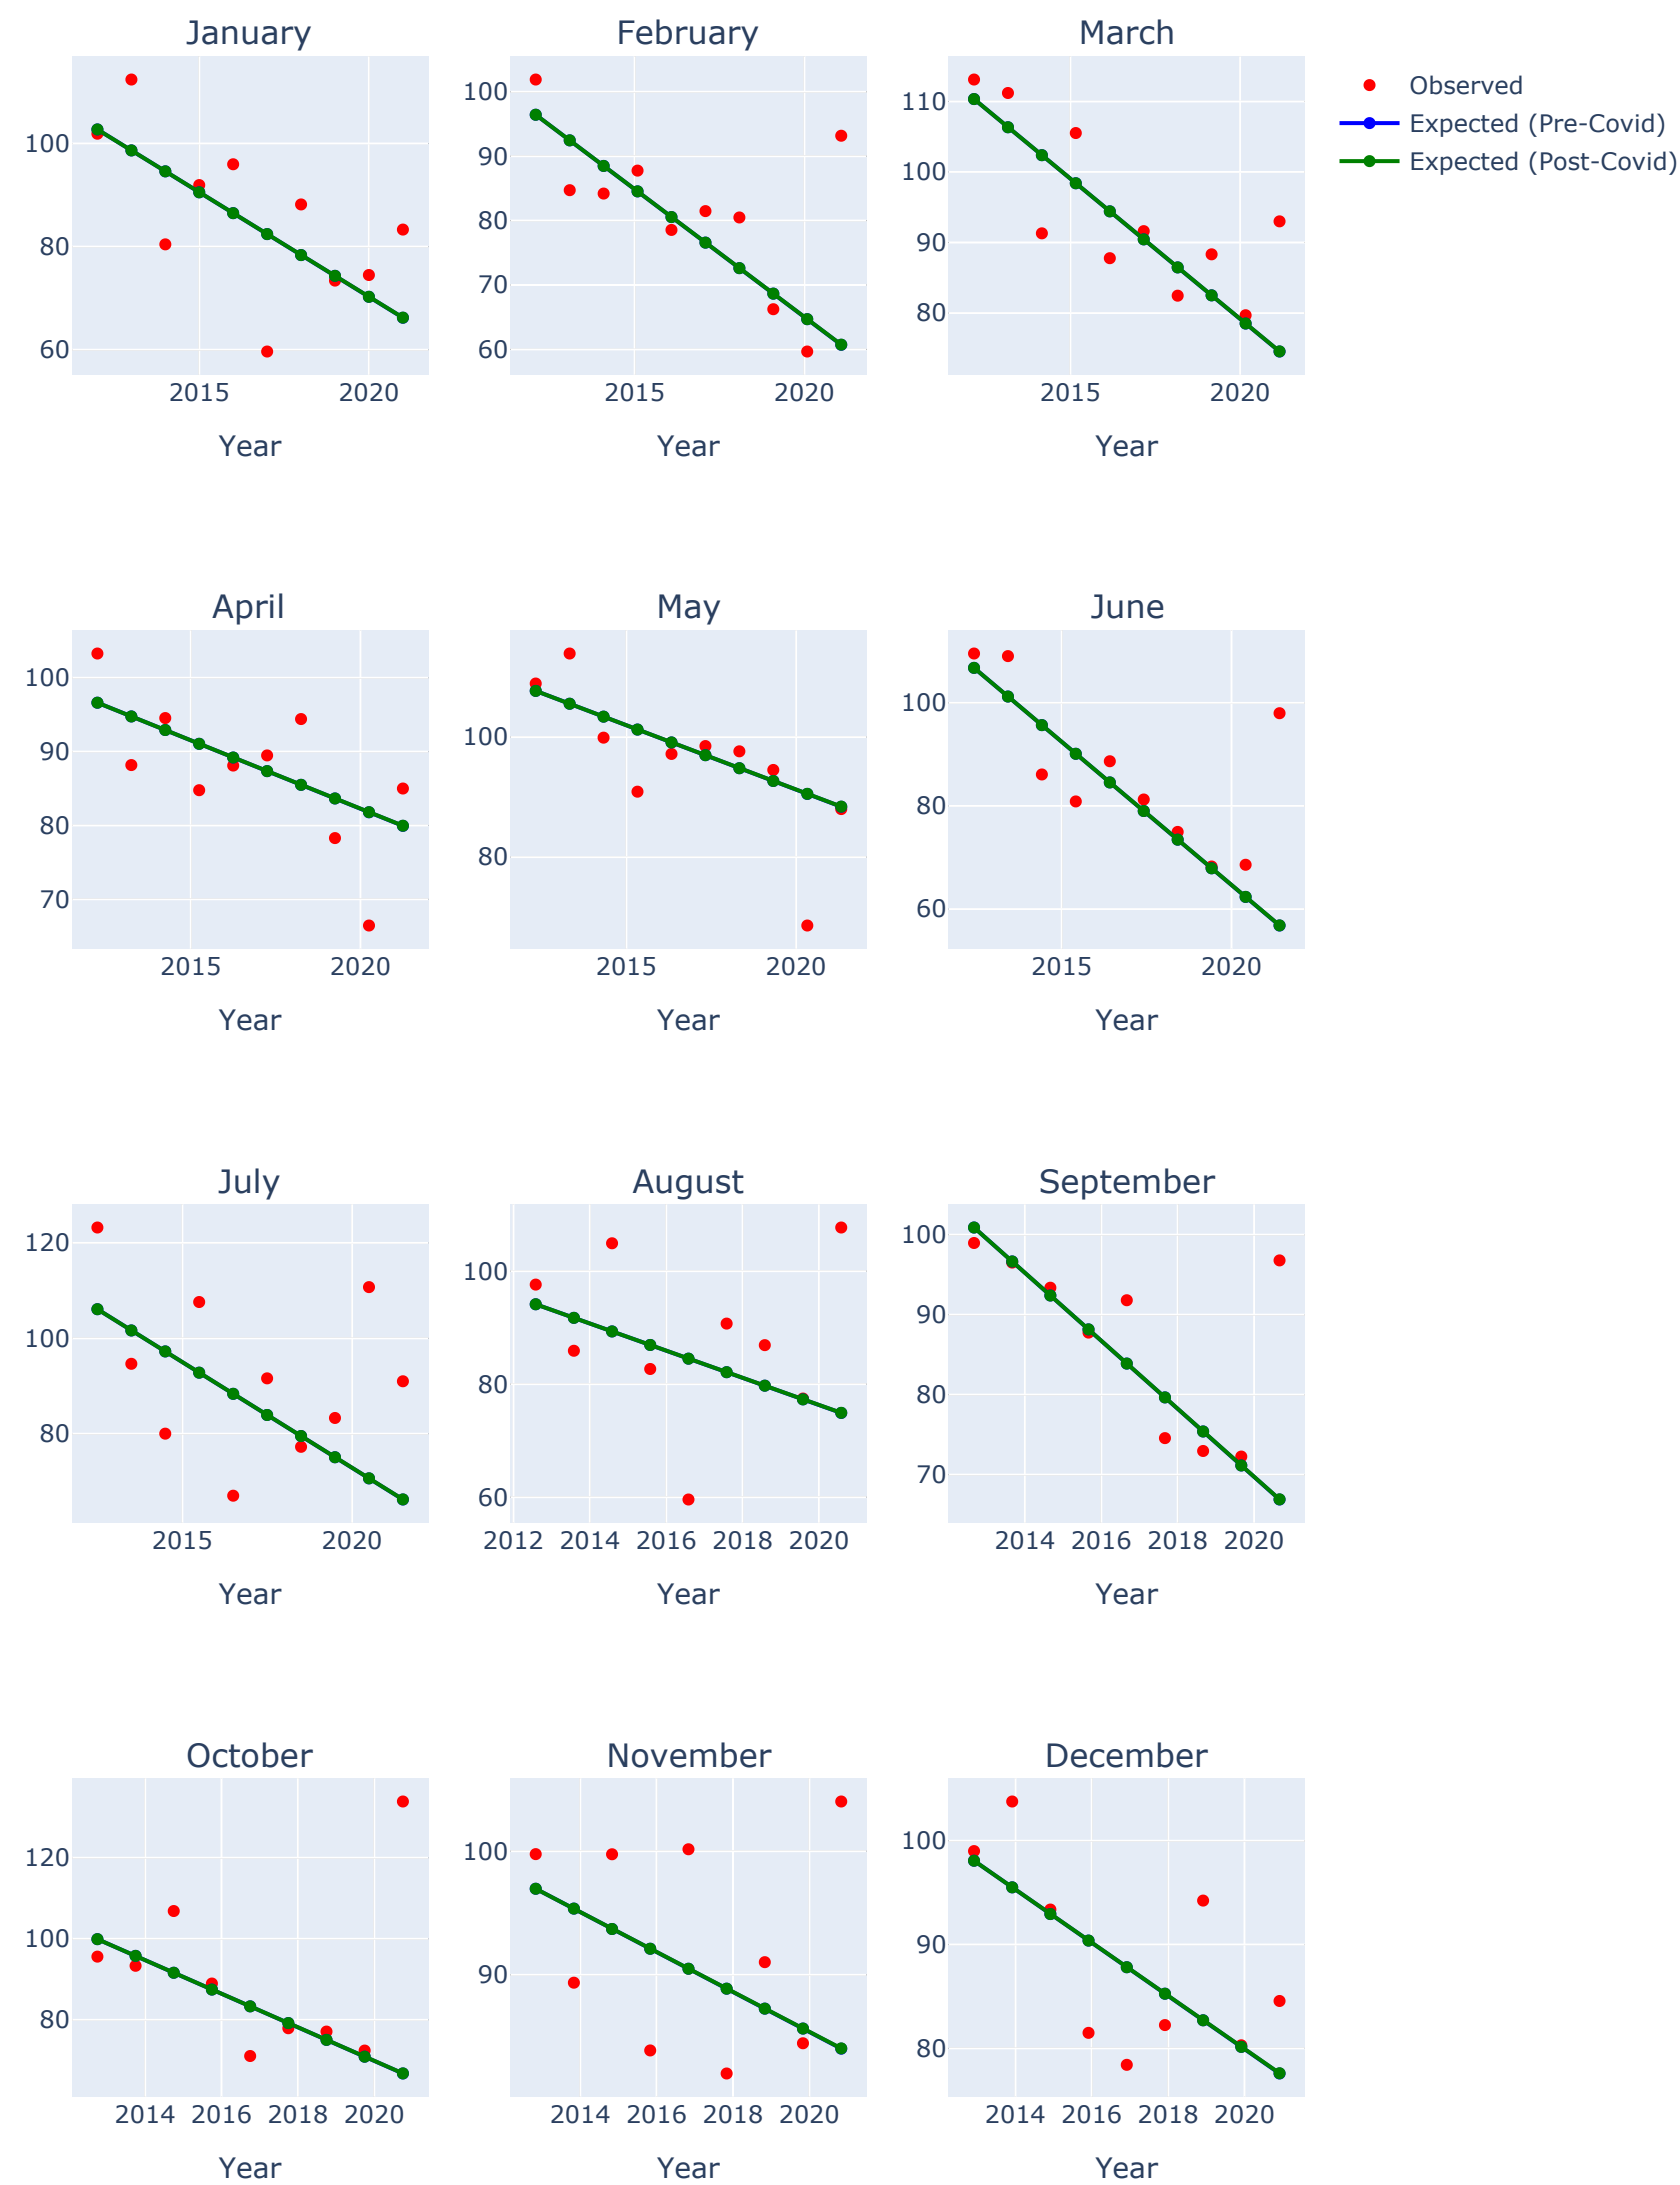 January
February
March
Observed
Expected (Pre-Covid)
Expected (Post-Covid)
100
80
60
2015
2020
Year
100
90
80
70
60
2015
2020
Year
110
100
90
80
2015
2020
Year
April
May
June
100
90
80
70
2015
2020
Year
100
80
2015
2020
Year
100
80
60
2015
2020
Year
July
August
September
120
100
80
2015
2020
Year
100
80
60
2012 2014 2016 2018 2020
Year
100
90
80
70
2014 2016 2018 2020
Year
October
November
December
120
100
80
2014 2016 2018 2020
Year
100
90
2014 2016 2018 2020
Year
100
90
80
2014 2016 2018 2020
Year